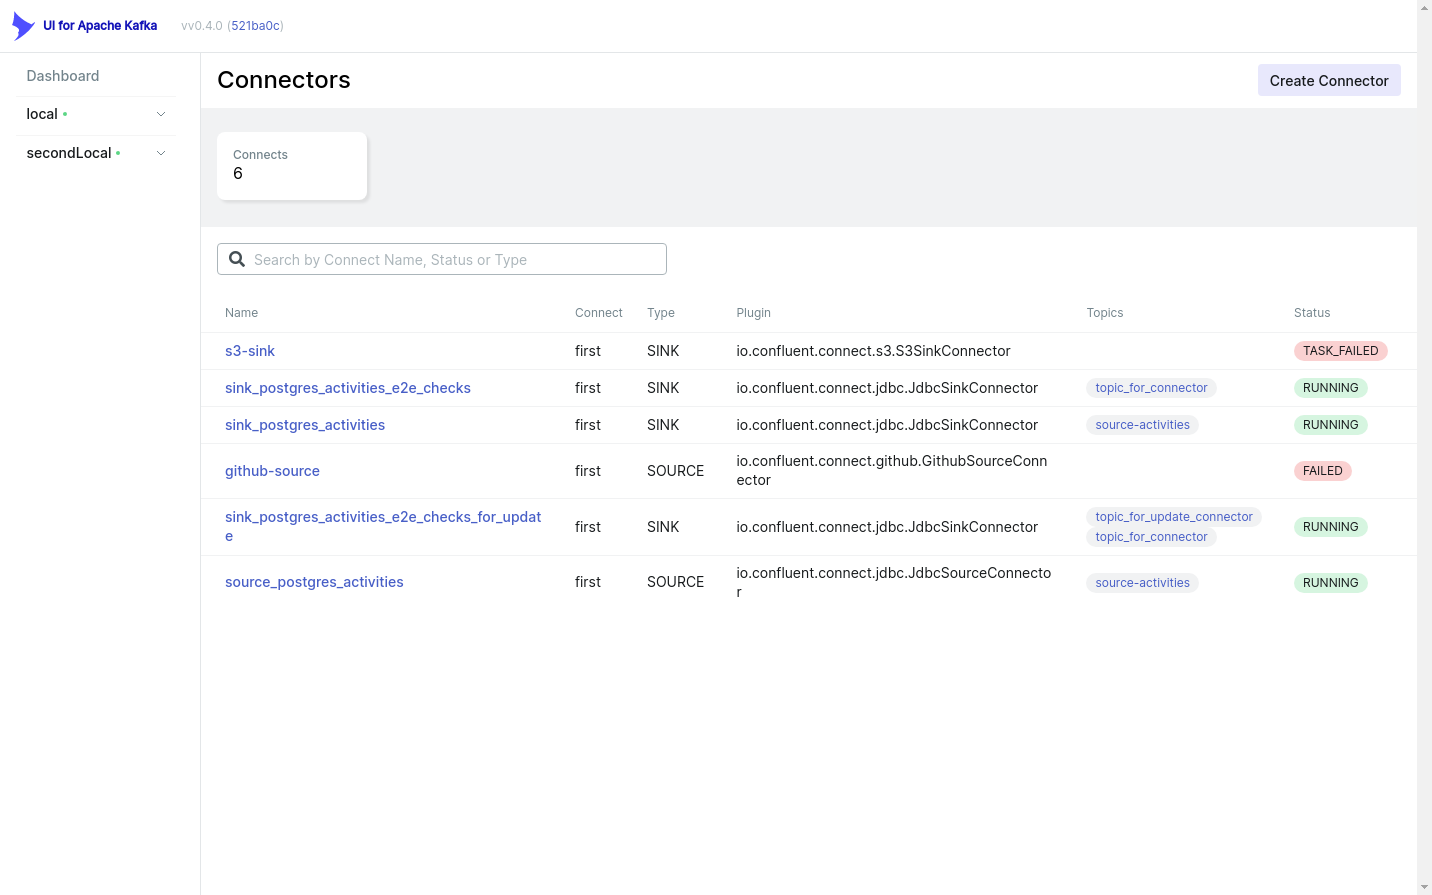 UI for Apache Kafka vv0.4.0 (521ba0c)
Dashboard
local
secondLocal
Connectors
Create Connector
Connects
6
Search by Connect Name, Status or Type
Name Connect Type Plugin Topics Status
s3-sink first SINK io.confluent.connect.s3.S3SinkConnector TASK_FAILED
sink_postgres_activities_e2e_checks first SINK io.confluent.connect.jdbc.JdbcSinkConnector topic_for_connector RUNNING
sink_postgres_activities first SINK io.confluent.connect.jdbc.JdbcSinkConnector source-activities RUNNING
github-source first SOURCE io.confluent.connect.github.GithubSourceConn
ector FAILED
sink_postgres_activities_e2e_checks_for_updat
e first SINK io.confluent.connect.jdbc.JdbcSinkConnector topic_for_update_connector
topic_for_connector RUNNING
source_postgres_activities first SOURCE io.confluent.connect.jdbc.JdbcSourceConnecto
r source-activities RUNNING